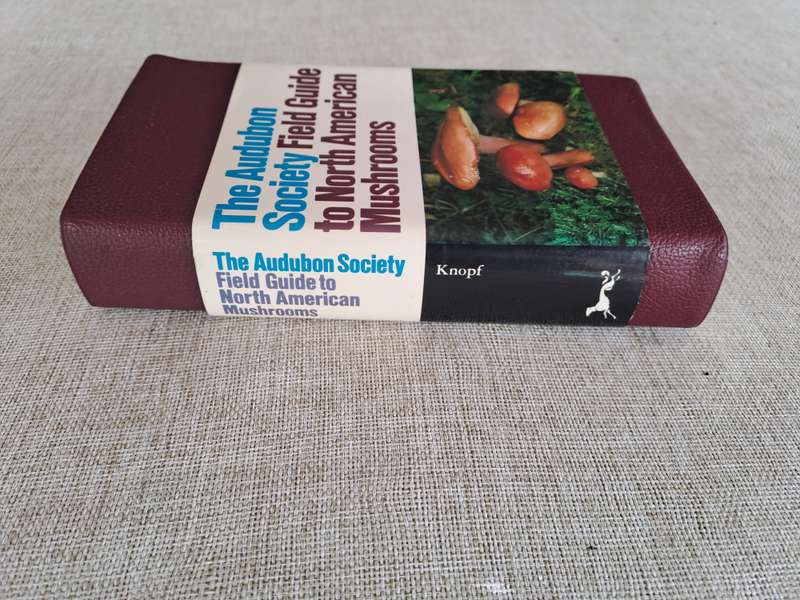 The Audubon
Society Field Guide
to North American
Mushrooms
The Audubon Society
Field Guide to
North American
Mushrooms
Knopf